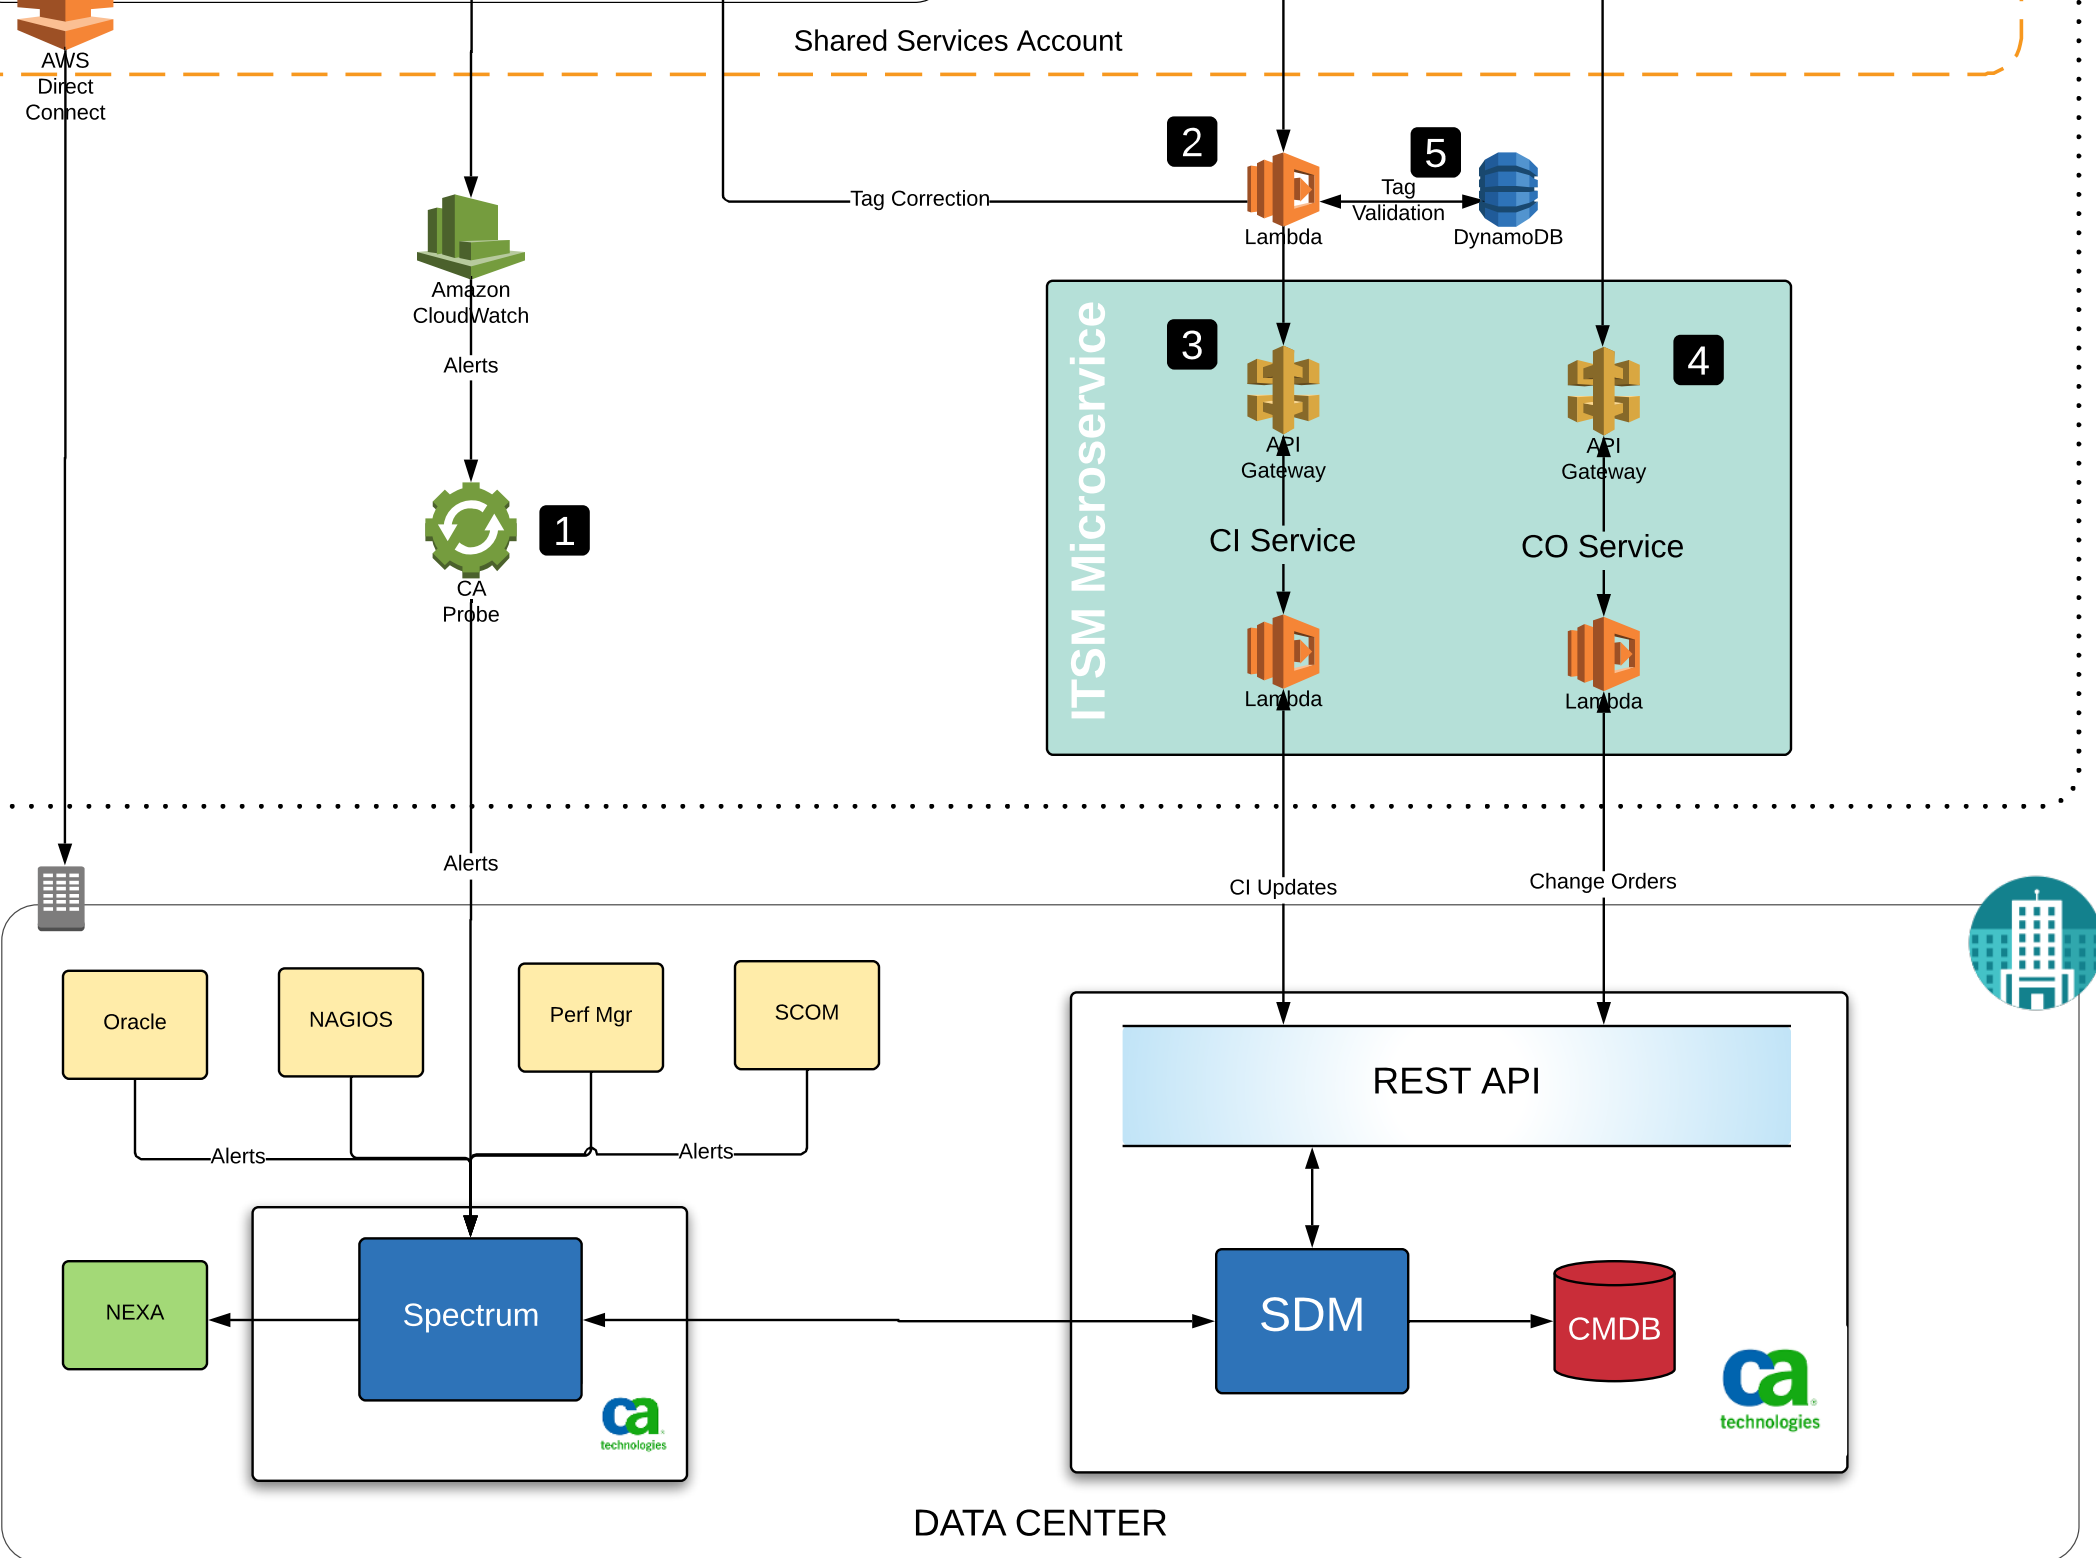 Shared Services Account
AWS
Direct
Connect
2
5
Tag Correction
Tag
Validation
Lambda
DynamoDB
Amazon
CloudWatch
Alerts
1
CA
Probe
ITSM Microservice
3
4
API
Gateway
API
Gateway
CI Service
CO Service
Lambda
Lambda
Alerts
CI Updates
Change Orders
Oracle
NAGIOS
Perf Mgr
SCOM
Alerts
Alerts
REST API
NEXA
Spectrum
SDM
CMDB
ca
technologies
ca
technologies
DATA CENTER